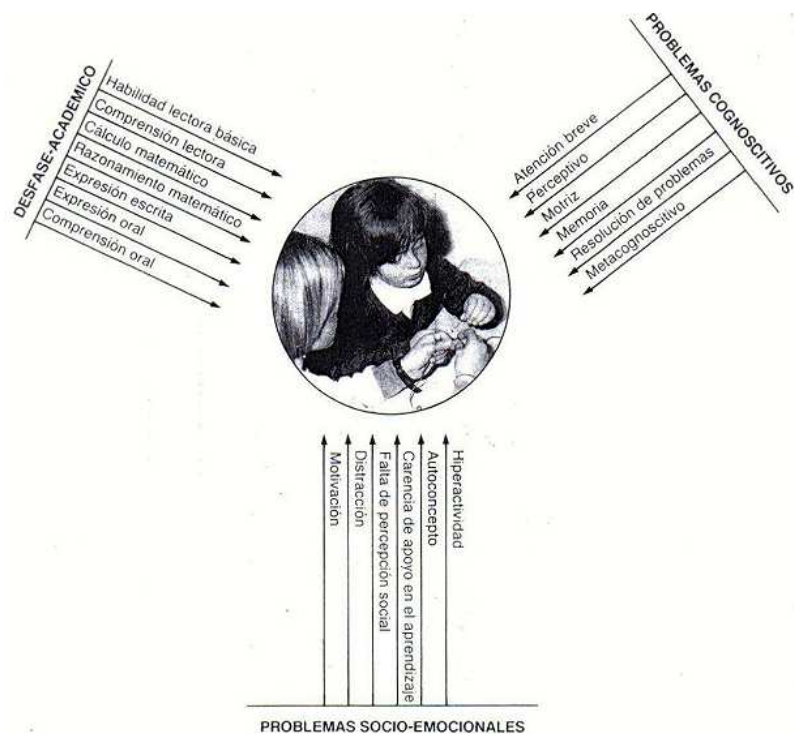 DESFASE-ACADEMICO
Habilidad lectora básica
Comprensión lectora
Cálculo matemático
Razonamiento matemático
Expresión escrita
Expresión oral
Comprensión oral
PROBLEMAS COGNOSCITIVOS
Atención breve
Perceptivo
Motriz
Memoria
Resolución de problemas
Metacognoscitivo
Motivación
Distracción
Falta de percepción social
Carencia de apoyo en el aprendizaje
Autoconcepto
Hiperactividad
PROBLEMAS SOCIO-EMOCIONALES